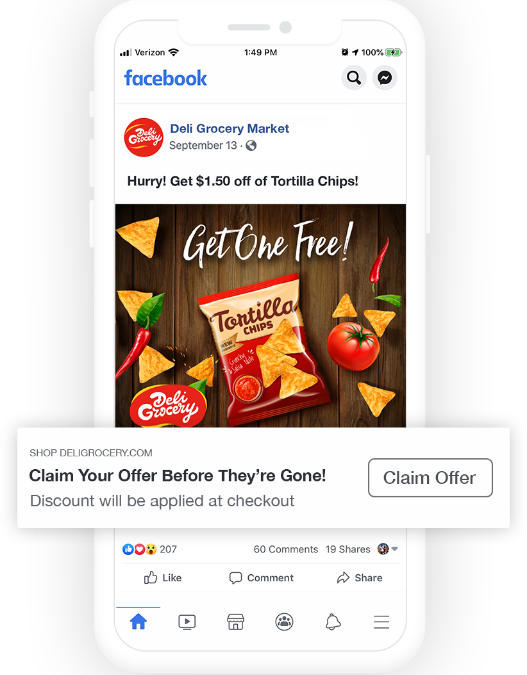 Verizon 1:49 PM 100%
facebook
Deli Grocery
Deli Grocery Market
September 13 ·
Hurry! Get $1.50 off of Tortilla Chips!
Get One Free!
Tortilla
CHIPS
Deli
Grocery
SHOP DELIGROCERY.COM
Claim Your Offer Before They’re Gone!
Discount will be applied at checkout
Claim Offer
207 60 Comments 19 Shares
Like Comment Share